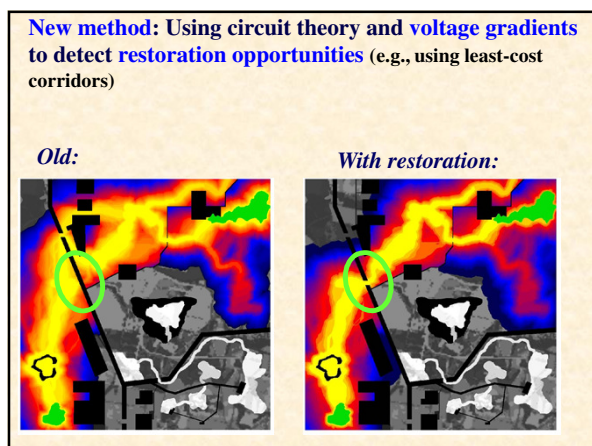 New method: Using circuit theory and voltage gradients
to detect restoration opportunities (e.g., using least-cost
corridors)
Old:
With restoration: